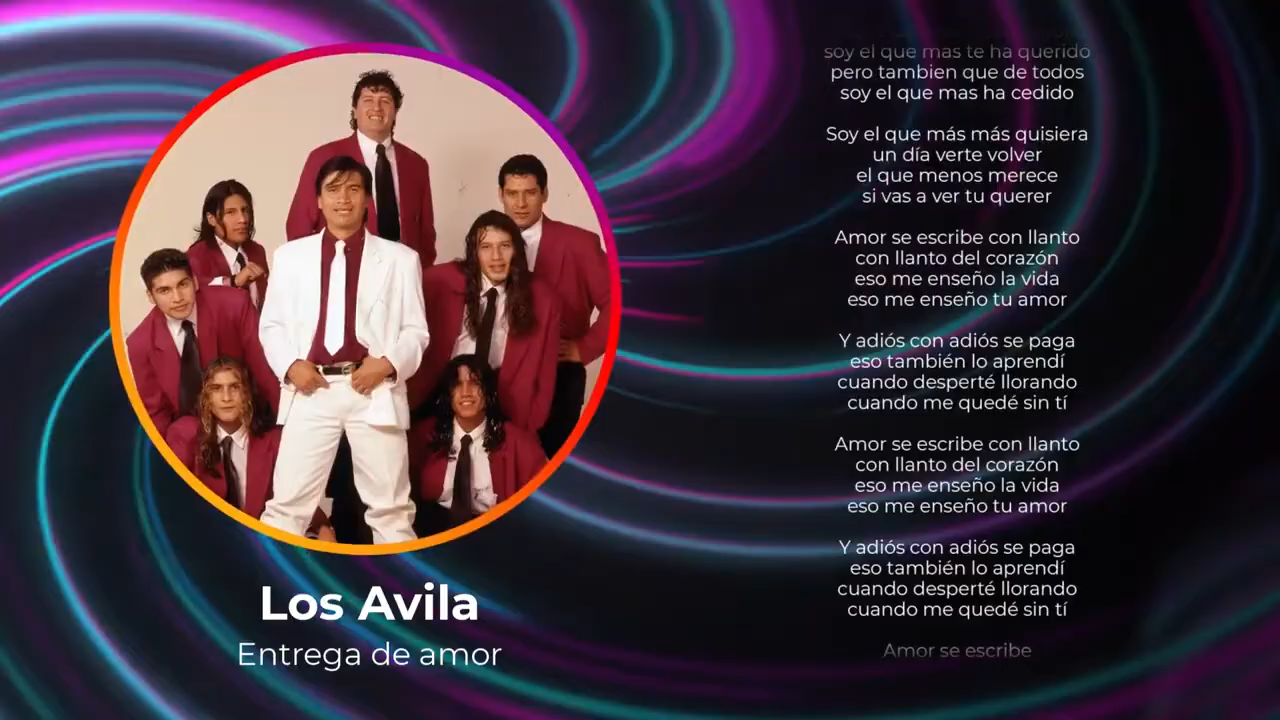 Los Avila
Entrega de amor
soy el que mas te ha querido
pero tambien que de todos
soy el que mas ha cedido
Soy el que más más quisiera
un día verte volver
el que menos merece
si vas a ver tu querer
Amor se escribe con llanto
con llanto del corazón
eso me enseño la vida
eso me enseño tu amor
Y adiós con adiós se paga
eso también lo aprendí
cuando desperté llorando
cuando me quedé sin tí
Amor se escribe con llanto
con llanto del corazón
eso me enseño la vida
eso me enseño tu amor
Y adiós con adiós se paga
eso también lo aprendí
cuando desperté llorando
cuando me quedé sin tí
Amor se escribe